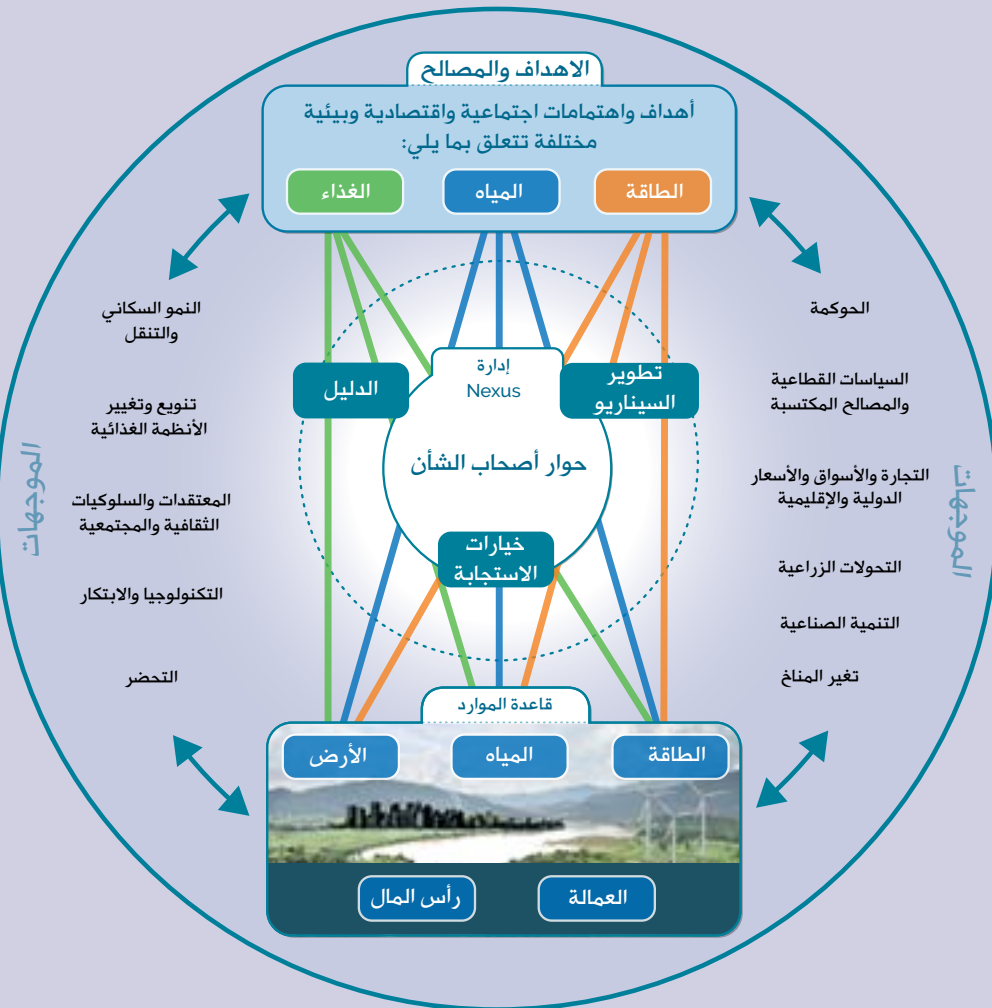 الاهداف والمصالح
أهداف واهتمامات اجتماعية واقتصادية وبيئية
مختلفة تتعلق بما يلي:
الطاقة
المياه
الغذاء
الموجهات
الحوكمة
السياسات القطاعية
والمصالح المكتسبة
التجارة والأسواق والأسعار
الدولية والإقليمية
التحولات الزراعية
التنمية الصناعية
تغير المناخ
إدارة
Nexus
تطوير
السيناريو
الدليل
حوار أصحاب الشأن
خيارات
الاستجابة
النمو السكاني
والتنقل
تنويع وتغيير
الأنظمة الغذائية
المعتقدات والسلوكيات
الثقافية والمجتمعية
التكنولوجيا والابتكار
التحضر
الموجهات
قاعدة الموارد
الطاقة
المياه
الأرض
العمالة
رأس المال